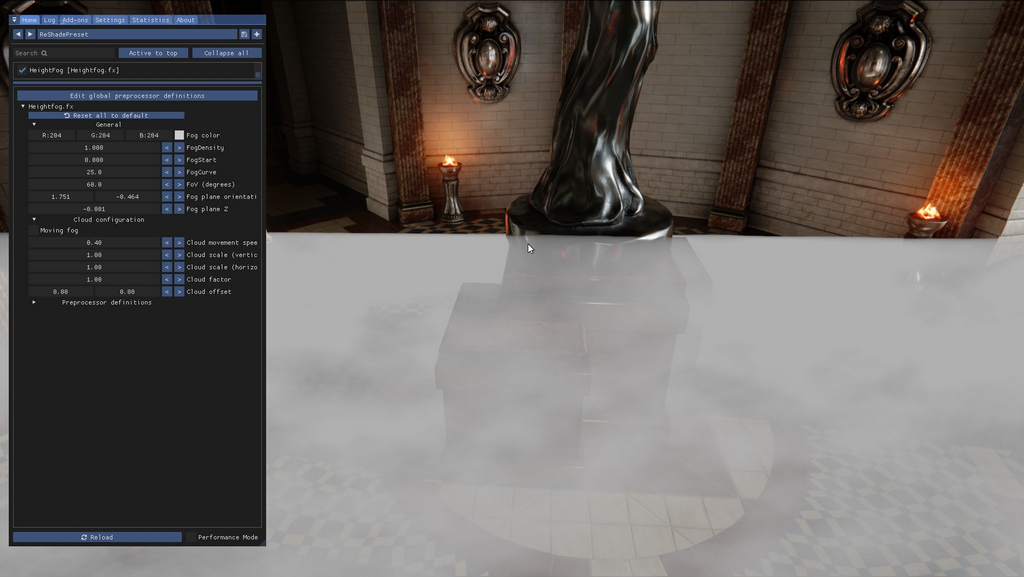 Home Log Add-ons Settings Statistics About
ReShadePreset
Search Active to top Collapse all
HeightFog [Heightfog.fx]
Edit global preprocessor definitions
Heightfog.fx
Reset all to default
General
R:204 G:204 B:204 Fog color
1.000 < > FogDensity
0.000 < > FogStart
25.0 < > FogCurve
60.0 < > FoV (degrees)
1.751 -0.464 < > Fog plane orientati
-0.001 Fog plane Z
Cloud configuration
Moving fog
0.40 < > Cloud movement spee
1.00 < > Cloud scale (vertic
1.00 < > Cloud scale (horizo
1.00 < > Cloud factor
0.00 0.00 < > Cloud offset
Preprocessor definitions
Reload Performance Mode